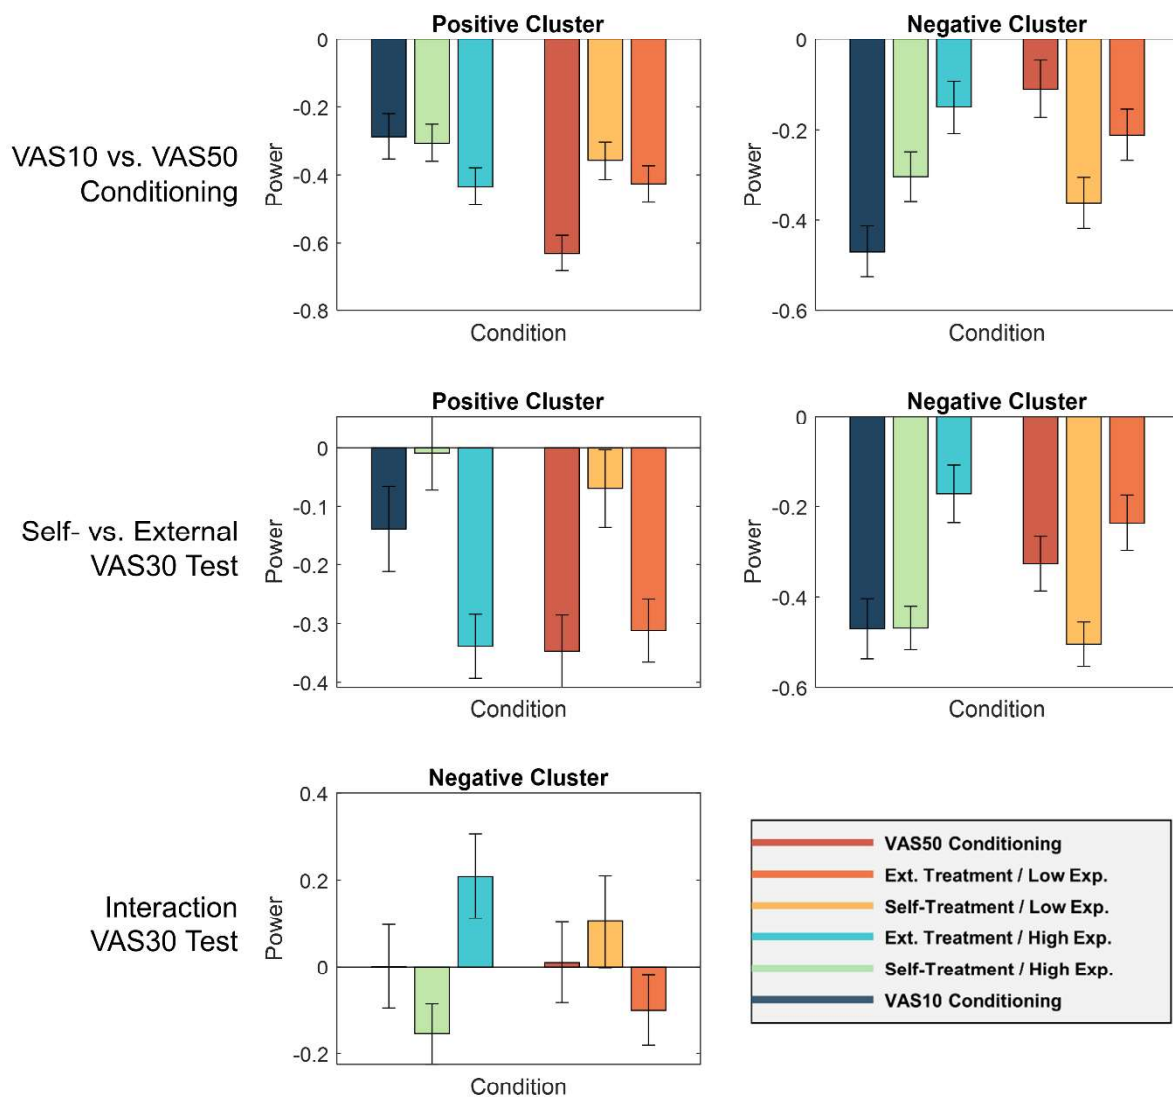 Positive Cluster
Negative Cluster
VAS10 vs. VAS50
Conditioning
Power
0
-0.2
-0.4
-0.6
-0.8
Condition
Power
0
-0.2
-0.4
-0.6
Condition
Positive Cluster
Negative Cluster
Self- vs. External
VAS30 Test
Power
0
-0.1
-0.2
-0.3
-0.4
Condition
Power
0
-0.2
-0.4
-0.6
Condition
Negative Cluster
Interaction
VAS30 Test
Power
0.4
0.2
0
-0.2
Condition
VAS50 Conditioning
Ext. Treatment / Low Exp.
Self-Treatment / Low Exp.
Ext. Treatment / High Exp.
Self-Treatment / High Exp.
VAS10 Conditioning